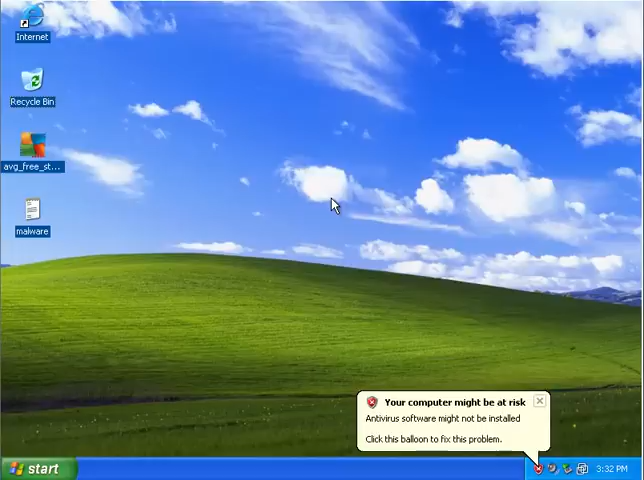 Internet
Recycle Bin
avg_free_st...
malware
Your computer might be at risk
Antivirus software might not be installed
Click this balloon to fix this problem.
start
3:32 PM